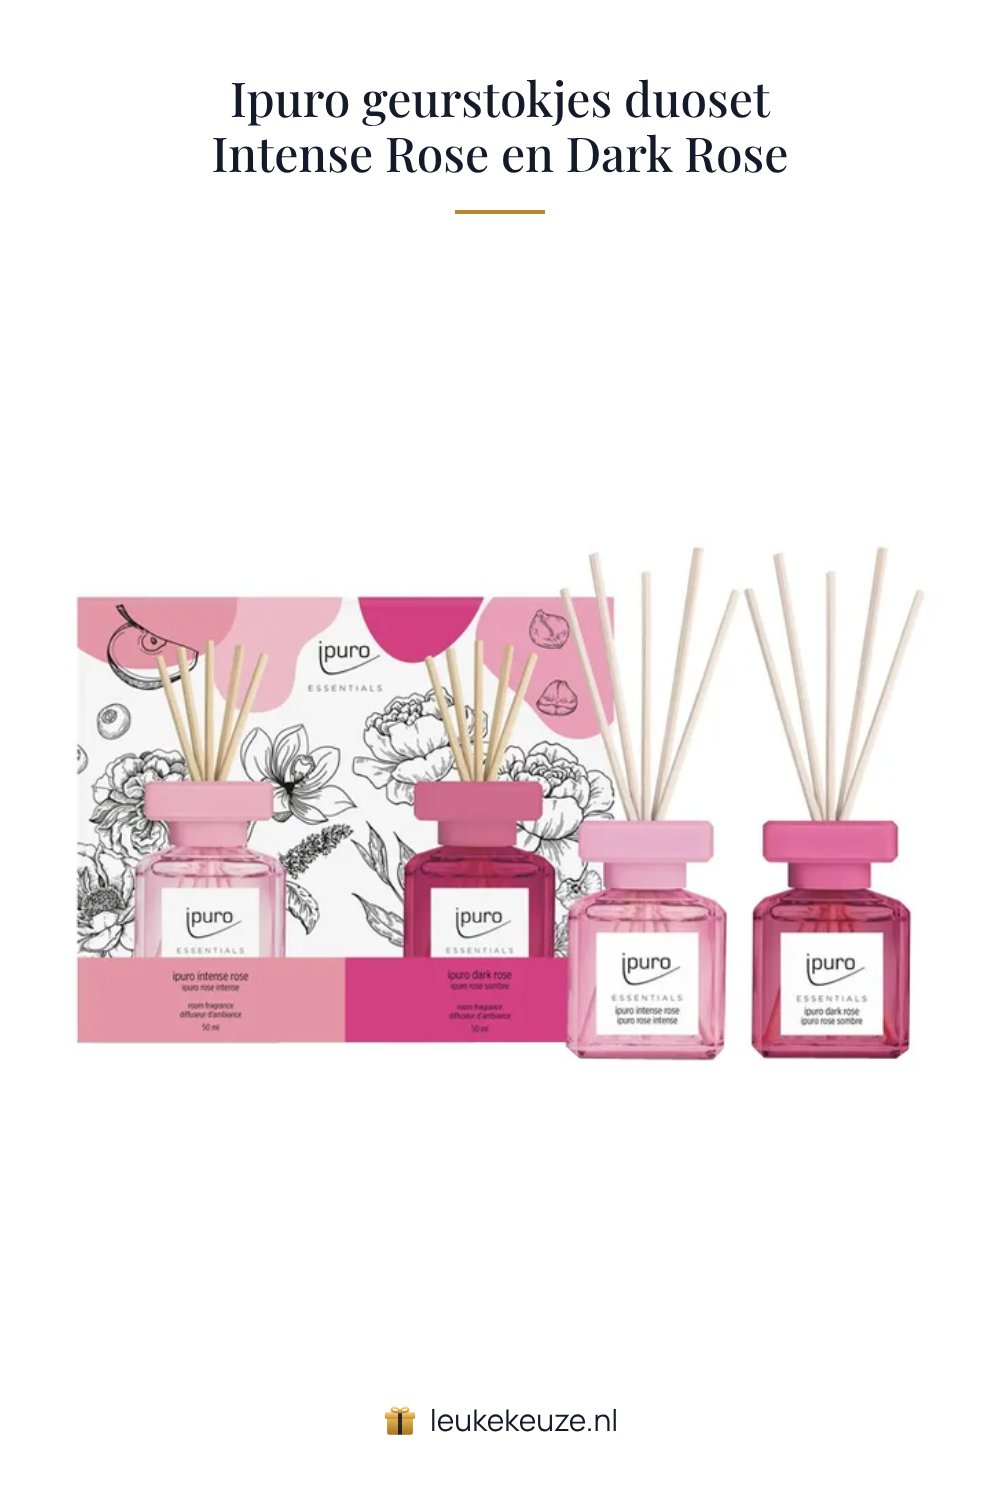 Ipuro geurstokjes duoset
Intense Rose en Dark Rose
ipuro
ESSENTIALS
ipuro
ESSENTIALS
ipuro intense rose
ipuro rose intense
room fragrance
diffuseur d'ambiance
50 ml
ipuro
ESSENTIALS
ipuro dark rose
ipuro rose sombre
room fragrance
diffuseur d'ambiance
50 ml
ipuro
ESSENTIALS
ipuro intense rose
ipuro rose intense
ipuro
ESSENTIALS
ipuro dark rose
ipuro rose sombre
leukekeuze.nl